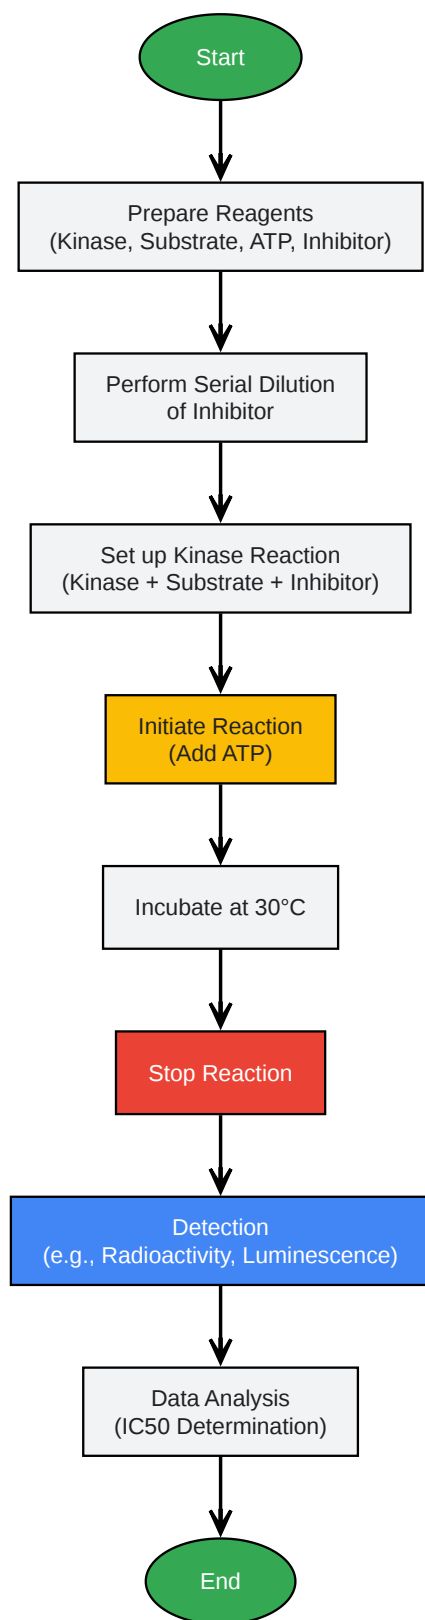 Start
Prepare Reagents
(Kinase, Substrate, ATP, Inhibitor)
Perform Serial Dilution
of Inhibitor
Set up Kinase Reaction
(Kinase + Substrate + Inhibitor)
Initiate Reaction
(Add ATP)
Incubate at 30°C
Stop Reaction
Detection
(e.g., Radioactivity, Luminescence)
Data Analysis
(IC50 Determination)
End